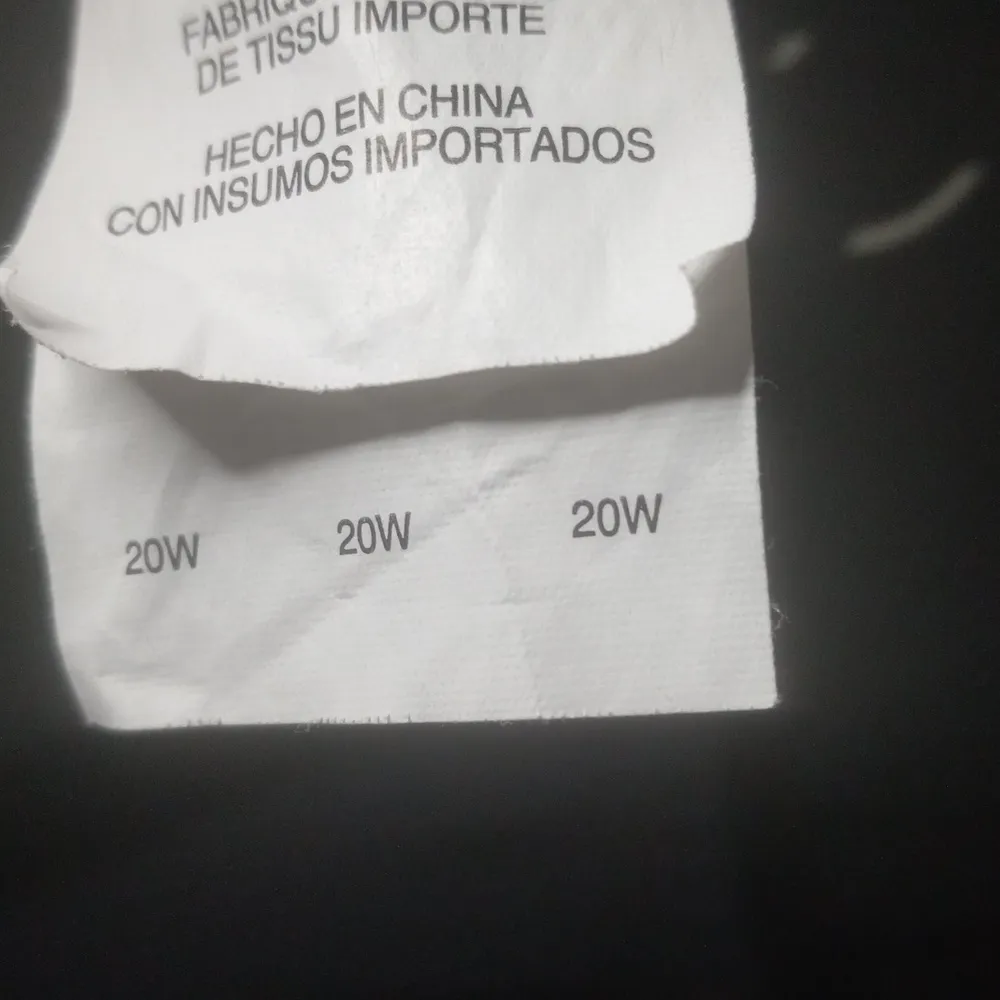 DE TISSU IMPORTE
HECHO EN CHINA
CON INSUMOS IMPORTADOS
20W 20W 20W